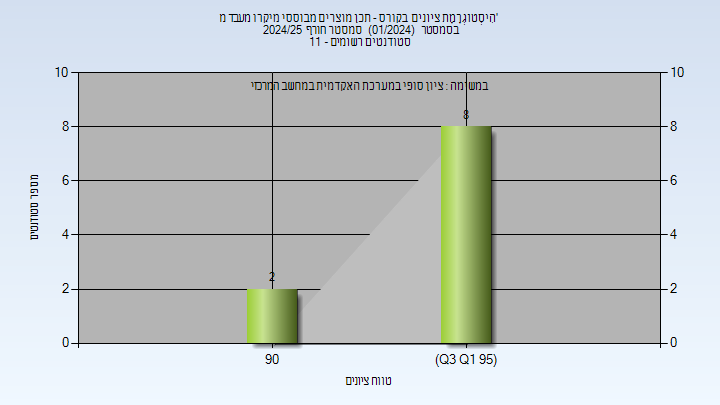 היסטוגרמת ציונים בקורס - תכן מוצרים מבוססי מיקרו מעבד מ'
בסמסטר (01/2024) סמסטר חורף 2024/25
סטודנטים רשומים - 11
במשימה : ציון סופי במערכת האקדמית במחשב המרכזי
מספר סטודנטים
10
8
6
4
2
0
10
8
6
4
2
0
2
8
90
(Q3 Q1 95)
טווח ציונים